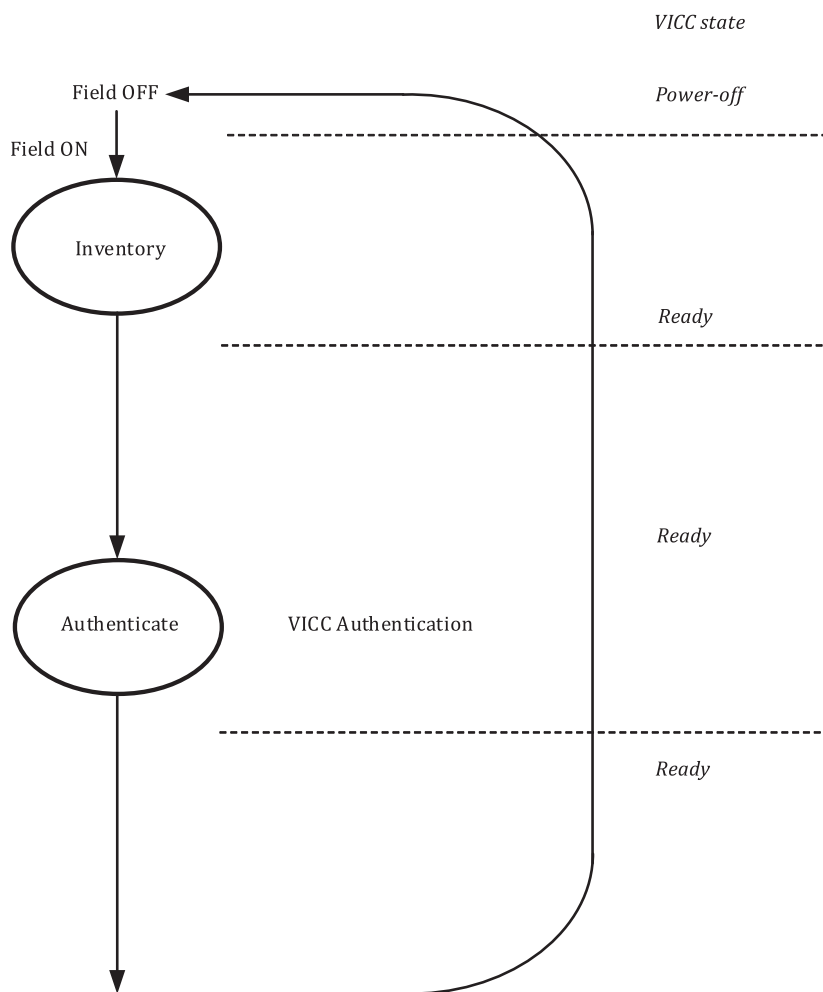 VICC state
Field OFF
Power-off
Field ON
Inventory
Ready
Ready
Authenticate
VICC Authentication
Ready